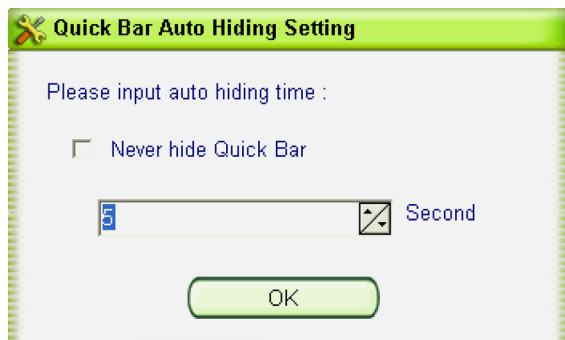 Quick Bar Auto Hiding Setting
Please input auto hiding time :
Never hide Quick Bar
5 Second
OK